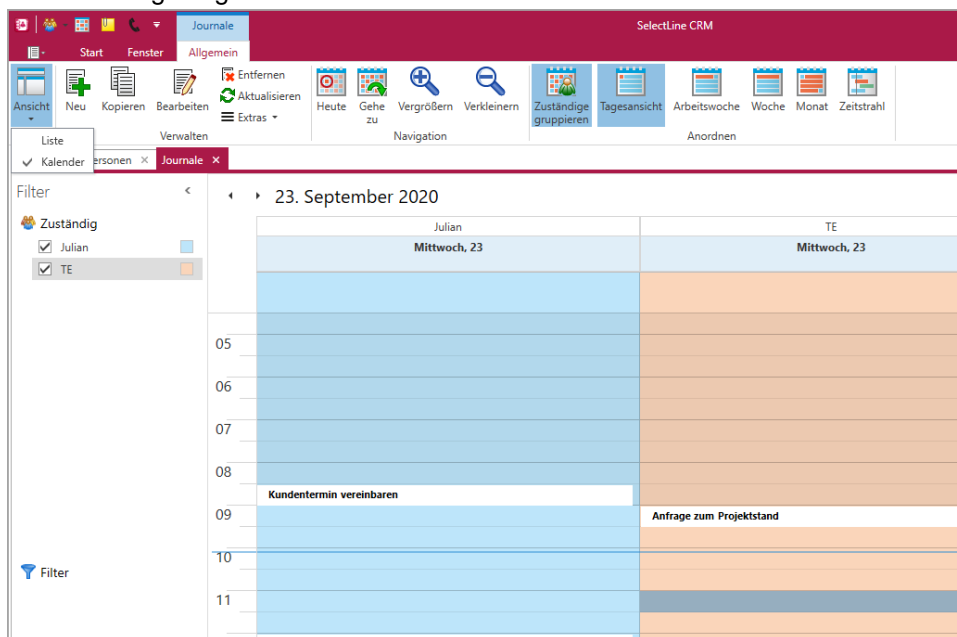 Journale
SelectLine CRM
Start Fenster Allgemein
Ansicht
Neu
Kopieren
Bearbeiten
Entfernen
Aktualisieren
Extras
Verwalten
Heute
Gehe
zu
Vergrößern
Verkleinern
Navigation
Zuständige
gruppieren
Tagesansicht
Arbeitswoche
Woche
Monat
Zeitstrahl
Anordnen
Liste
Kalender
Journale
Filter
Zuständig
Julian
TE
Filter
23. September 2020
Julian TE
Mittwoch, 23 Mittwoch, 23
05
06
07
08
Kundentermin vereinbaren
09
Anfrage zum Projektstand
10
11